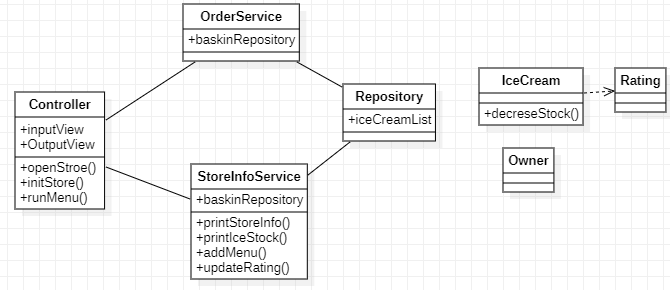 OrderService
+baskinRepository
Controller
+inputView
+OutputView
+openStroe()
+initStore()
+runMenu()
Repository
+iceCreamList
StoreInfoService
+baskinRepository
+printStoreInfo()
+printIceStock()
+addMenu()
+updateRating()
IceCream
+decreseStock()
Rating
Owner